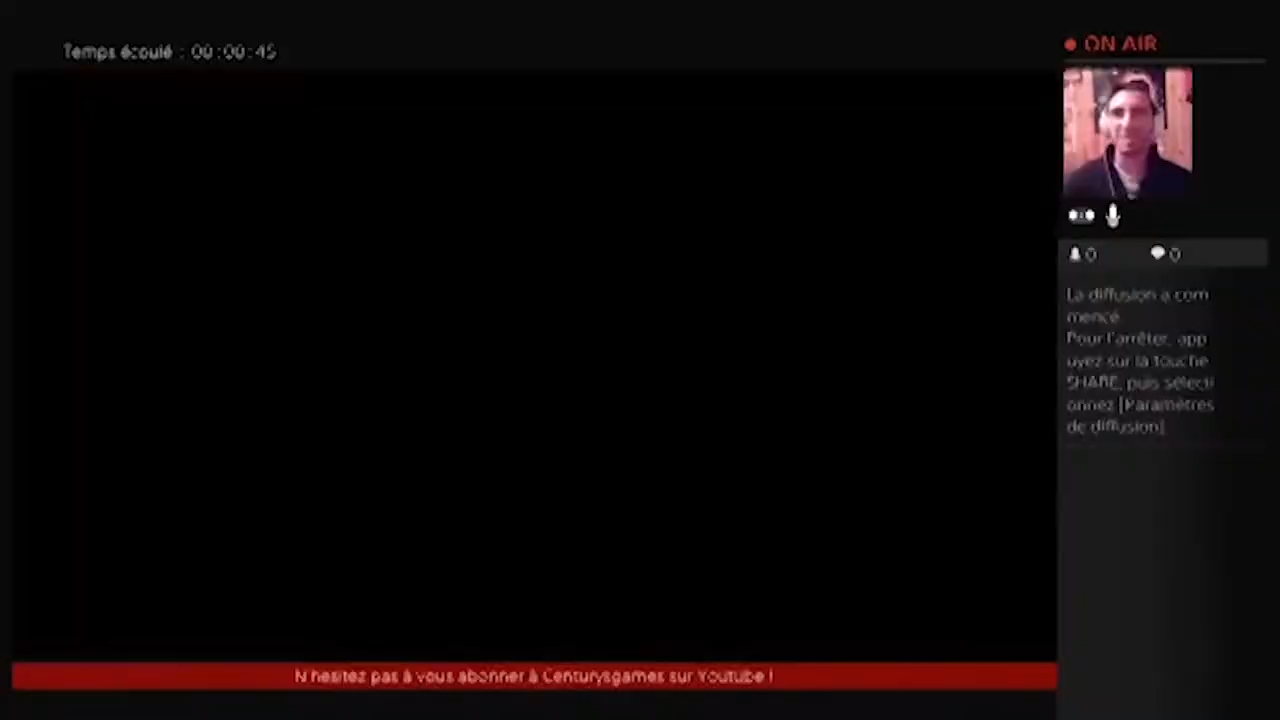 Temps écoulé : 00:00:45
ON AIR
0 0
La diffusion a com
mencé.
Pour l'arrêter, app
uyez sur la touche
SHARE, puis sélecti
onnez [Paramètres
de diffusion].
N'hesitez pas à vous abonner à Centurysgames sur Youtube !